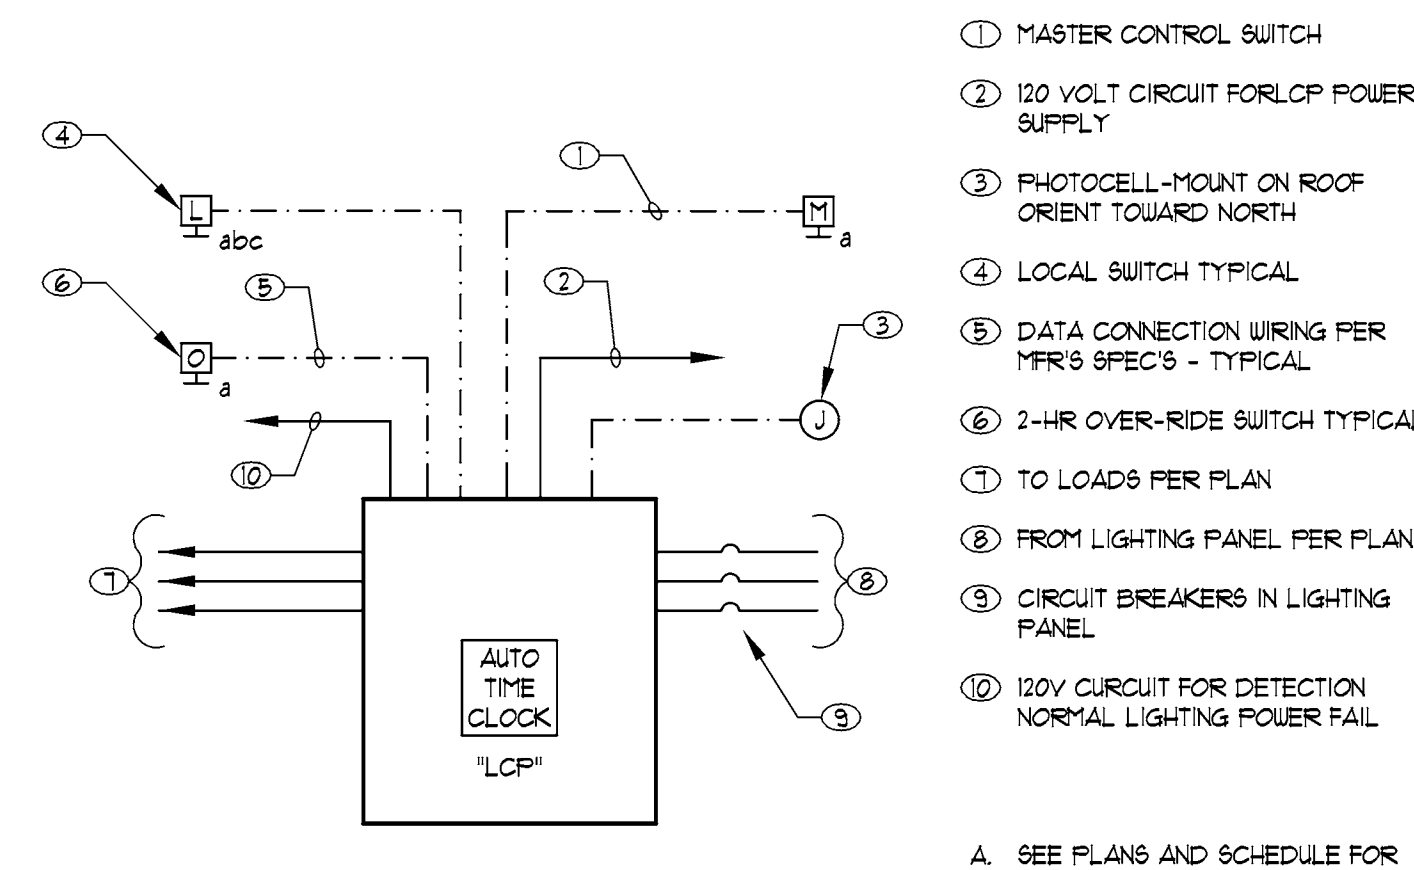 ① MASTER CONTROL SWITCH
② 120 VOLT CIRCUIT FORLCP POWER
SUPPLY
③ PHOTOCELL-MOUNT ON ROOF
ORIENT TOWARD NORTH
④ LOCAL SWITCH TYPICAL
⑤ DATA CONNECTION WIRING PER
MFR'S SPEC'S - TYPICAL
⑥ 2-HR OVER-RIDE SWITCH TYPICAL
⑦ TO LOADS PER PLAN
⑧ FROM LIGHTING PANEL PER PLAN
⑨ CIRCUIT BREAKERS IN LIGHTING
PANEL
⑩ 120V CURCUIT FOR DETECTION
NORMAL LIGHTING POWER FAIL
A. SEE PLANS AND SCHEDULE FOR
④
①
L
abc
M
a
⑥
⑤
②
③
O
a
J
⑩
⑦
⑧
AUTO
TIME
CLOCK
⑨
"LCP"